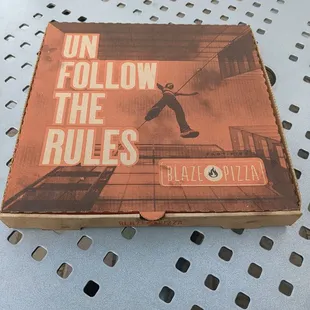 UN
FOLLOW
THE
RULES
BLAZE PIZZA